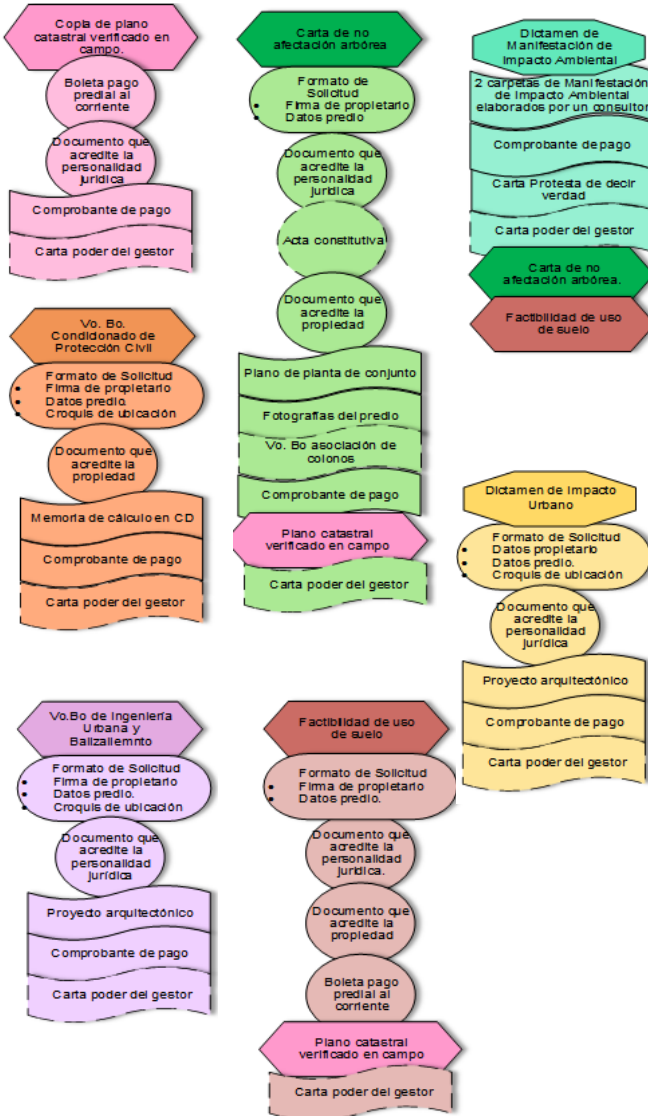 Copia de plano
catastral verificado en
campo.
Boleta pago
predial al
corriente
Documento que
acredite la
personalidad
jurídica
Comprobante de pago
Carta poder del gestor
Vo. Bo.
Condicionado de
Protección Civil
Formato de Solicitud
• Firma de propietario
• Datos predio.
• Croquis de ubicación
Documento que
acredite la
propiedad
Memoria de cálculo en CD
Comprobante de pago
Carta poder del gestor
Vo.Bo de Ingeniería
Urbana y
Balizaliemnto
Formato de Solicitud
• Firma de propietario
• Datos predio.
• Croquis de ubicación
Documento que
acredite la
personalidad
jurídica
Proyecto arquitectónico
Comprobante de pago
Carta poder del gestor
Carta de no
afectación arbórea
Formato de
Solicitud
• Firma de propietario
• Datos predio
Documento que
acredite la
personalidad
jurídica
Acta constitutiva
Documento que
acredite la
propiedad
Plano de planta de conjunto
Fotografías del predio
Vo. Bo asociación de
colonos
Comprobante de pago
Plano catastral
verificado en campo
Carta poder del gestor
Factibilidad de uso
de suelo
Formato de Solicitud
• Firma de propietario
• Datos predio.
Documento que
acredite la
personalidad
jurídica.
Documento que
acredite la
propiedad
Boleta pago
predial al
corriente
Plano catastral
verificado en campo
Carta poder del gestor
Dictamen de
Manifestación de
Impacto Ambiental
2 carpetas de Manifestación
de Impacto Ambiental
elaborados por un consultor
Comprobante de pago
Carta Protesta de decir
verdad
Carta poder del gestor
Carta de no
afectación arbórea.
Factibilidad de uso
de suelo
Dictamen de Impacto
Urbano
Formato de Solicitud
• Datos propietario
• Datos predio.
• Croquis de ubicación
Documento que
acredite la
personalidad
jurídica
Proyecto arquitectónico
Comprobante de pago
Carta poder del gestor